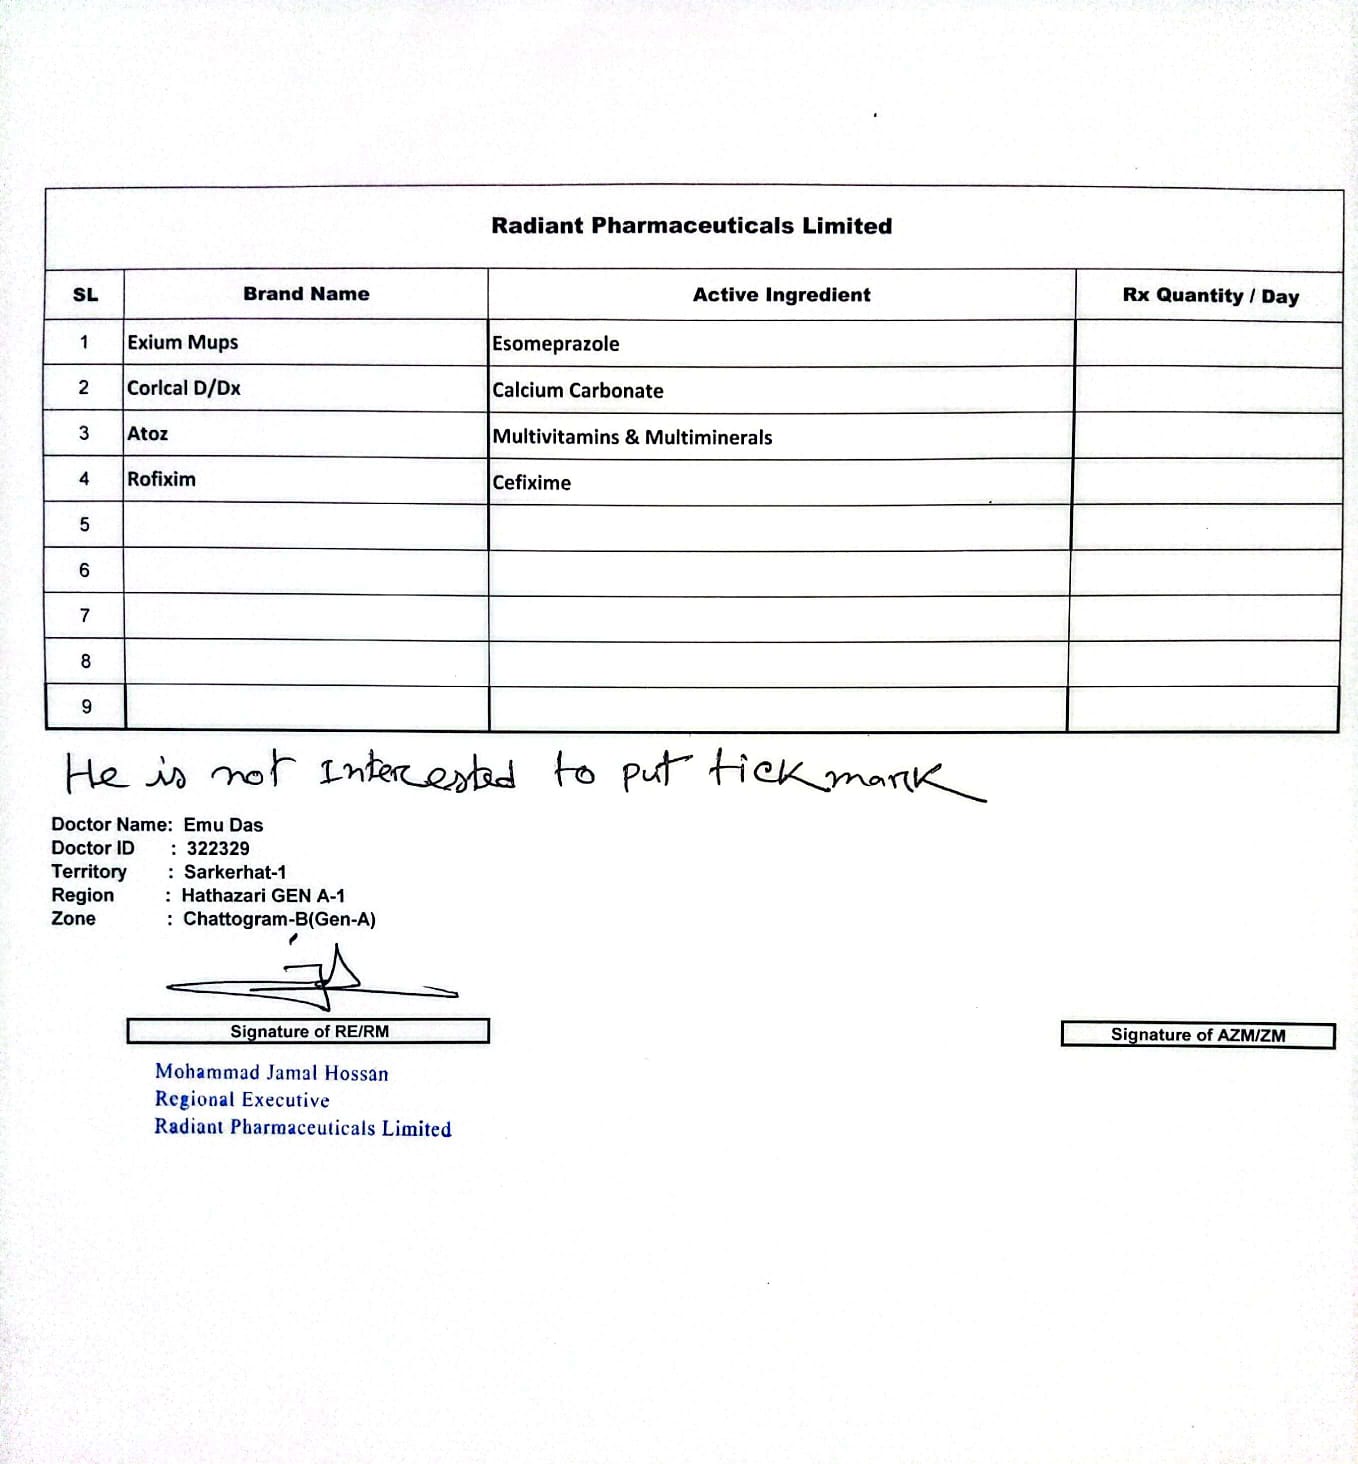 Radiant Pharmaceuticals Limited
SL Brand Name Active Ingredient Rx Quantity / Day
1 Exium Mups Esomeprazole
2 Corlcal D/Dx Calcium Carbonate
3 Atoz Multivitamins & Multiminerals
4 Rofixim Cefixime
5
6
7
8
9
He is not Interested to put tickmark
Doctor Name: Emu Das
Doctor ID : 322329
Territory : Sarkerhat-1
Region : Hathazari GEN A-1
Zone : Chattogram-B(Gen-A)
Signature of RE/RM Signature of AZM/ZM
Mohammad Jamal Hossan
Regional Executive
Radiant Pharmaceuticals Limited